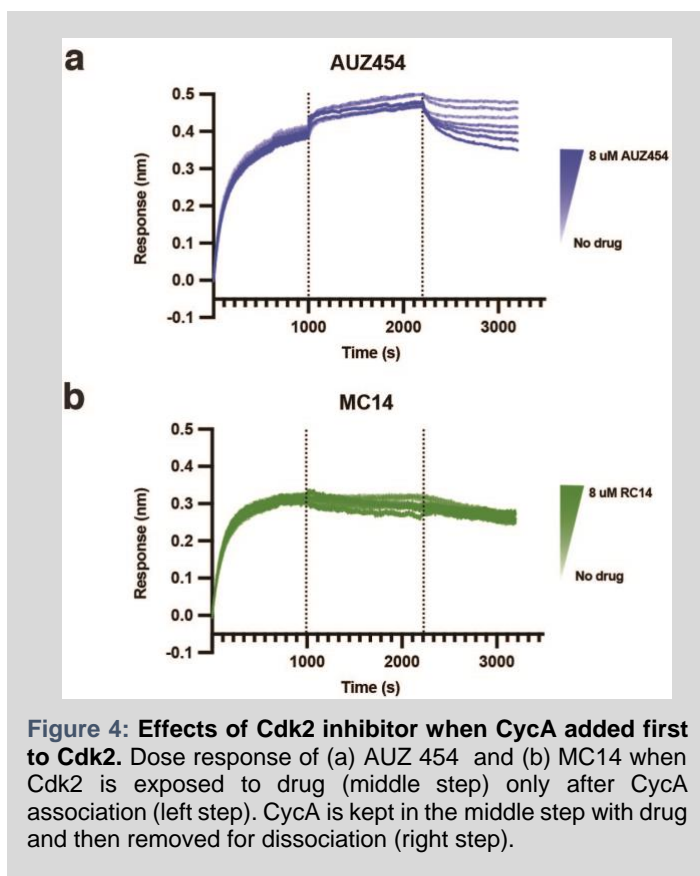 a
AUZ454
0.5
0.4
0.3
0.2
0.1
0.0
-0.1
Response (nm)
1000 2000 3000
Time (s)
8 uM AUZ454
No drug
b
MC14
0.5
0.4
0.3
0.2
0.1
0.0
-0.1
Response (nm)
1000 2000 3000
Time (s)
8 uM RC14
No drug
Figure 4: Effects of Cdk2 inhibitor when CycA added first
to Cdk2. Dose response of (a) AUZ 454 and (b) MC14 when
Cdk2 is exposed to drug (middle step) only after CycA
association (left step). CycA is kept in the middle step with drug
and then removed for dissociation (right step).